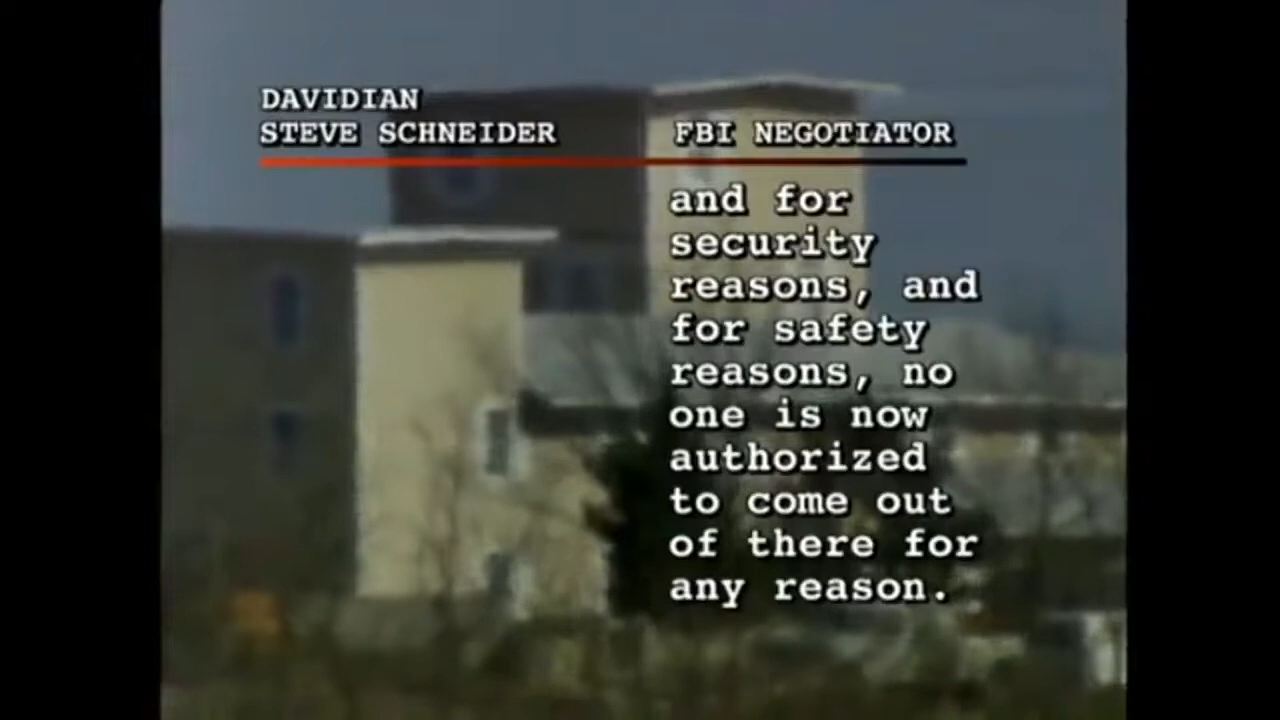 DAVIDIAN
STEVE SCHNEIDER
FBI NEGOTIATOR
and for
security
reasons, and
for safety
reasons, no
one is now
authorized
to come out
of there for
any reason.